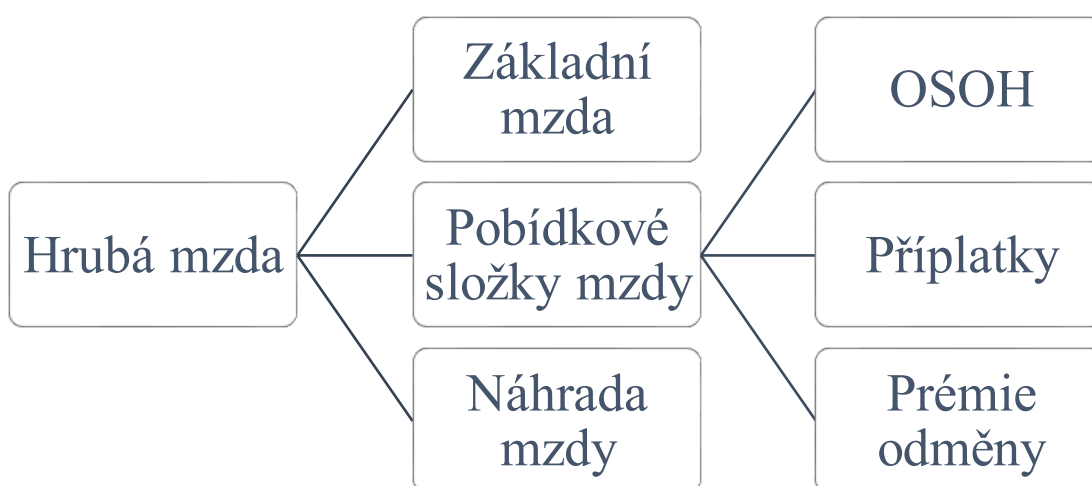 Základní
mzda
OSOH
Hrubá mzda
Pobídkové
složky mzdy
Příplatky
Náhrada
mzdy
Prémie
odměny